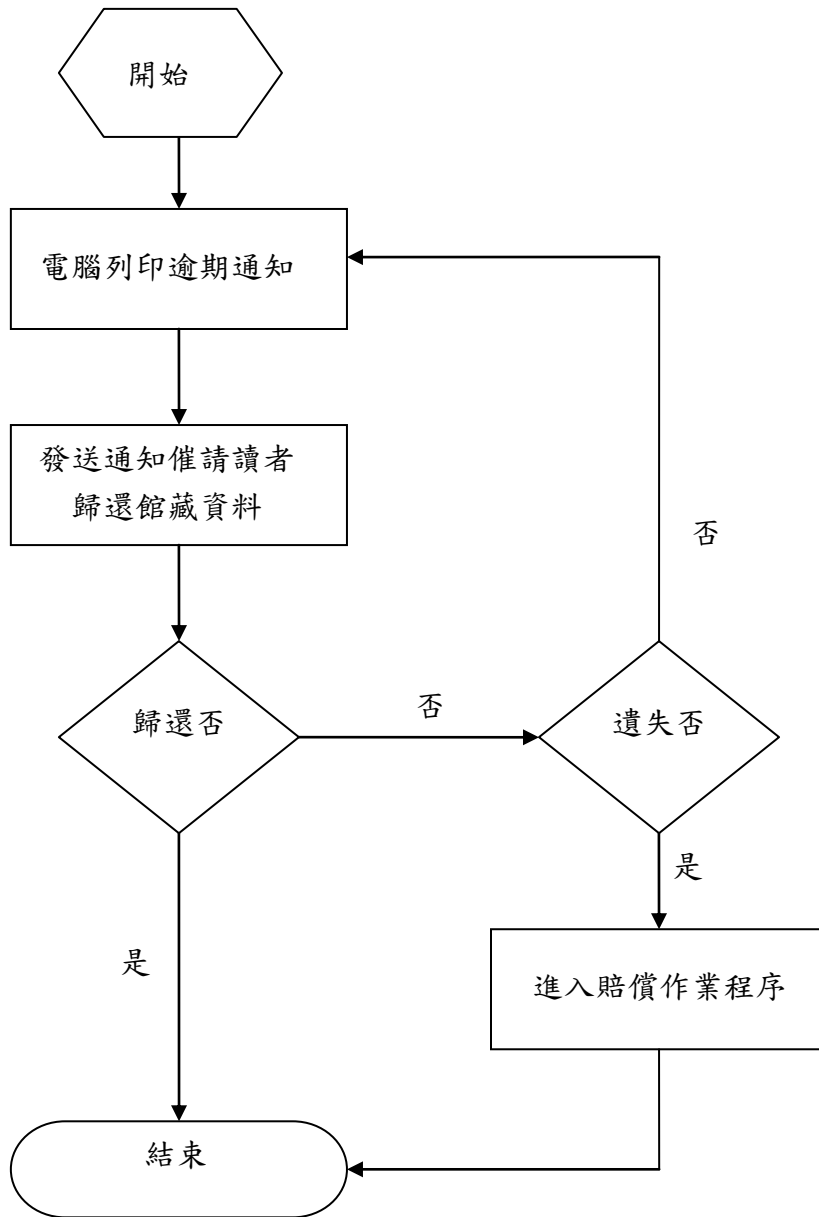 開始
電腦列印逾期通知
發送通知催請讀者
歸還館藏資料
否
歸還否
否
遺失否
是
是
進入賠償作業程序
結束